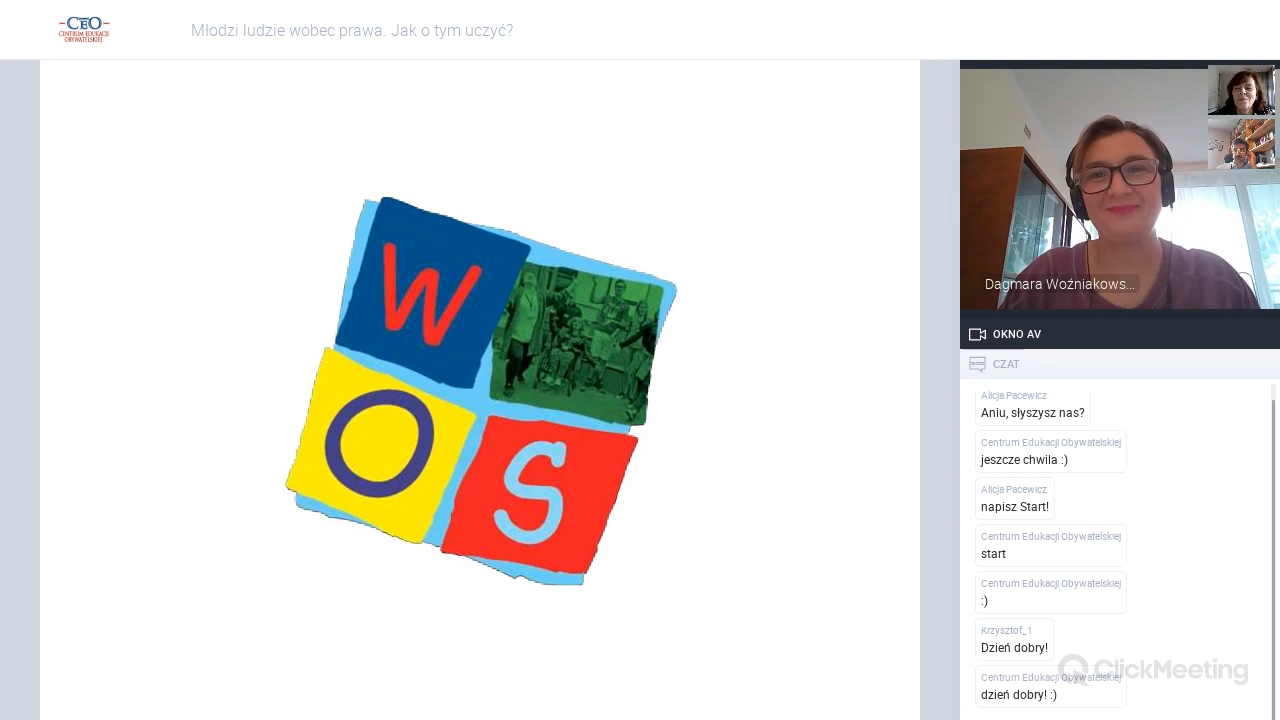 CEO
CENTRUM EDUKACJI
OBYWATELSKIEJ
Młodzi ludzie wobec prawa. Jak o tym uczyć?
W
O
S
Dagmara Woźniakows...
OKNO AV
CZAT
Alicja Pacewicz
Aniu, słyszysz nas?
Centrum Edukacji Obywatelskiej
jeszcze chwila :)
Alicja Pacewicz
napisz Start!
Centrum Edukacji Obywatelskiej
start
Centrum Edukacji Obywatelskiej
:)
Krzysztof_1
Dzień dobry!
Centrum Edukacji Obywatelskiej
dzień dobry! :)
ClickMeeting